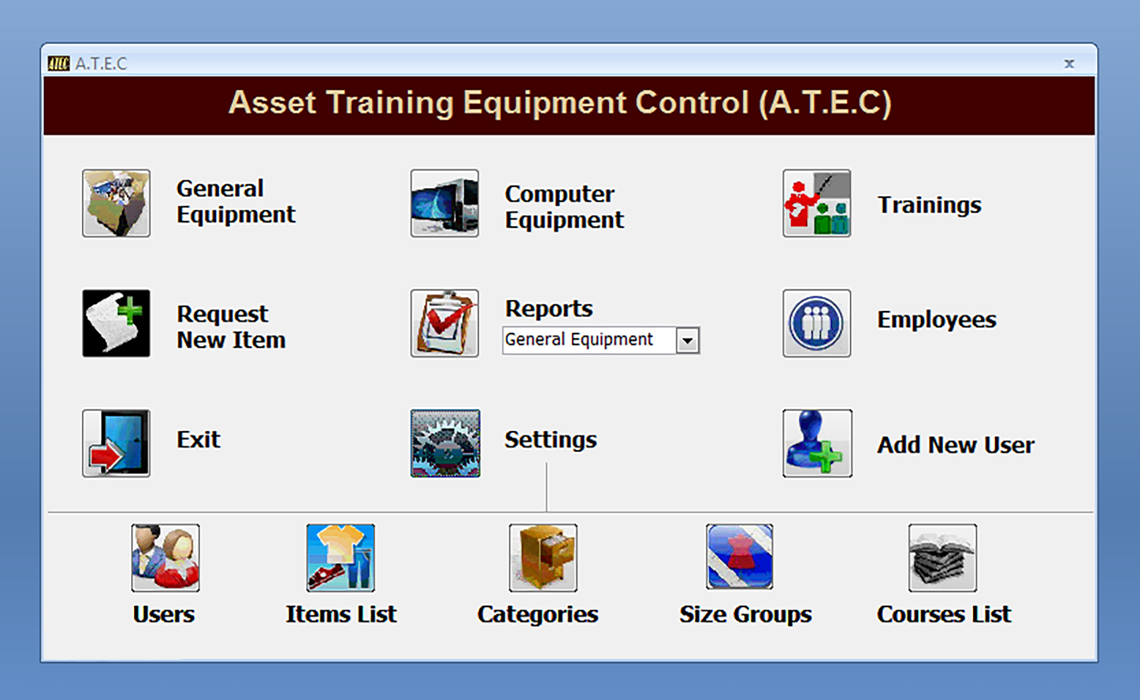 ATEC A.T.E.C
Asset Training Equipment Control (A.T.E.C)
General
Equipment
Computer
Equipment
Trainings
Request
New Item
Reports
General Equipment
Employees
Exit
Settings
Add New User
Users
Items List
Categories
Size Groups
Courses List